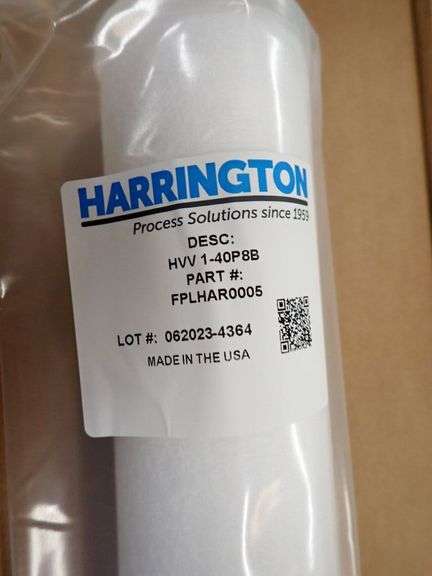 HARRINGTON
Process Solutions since 1959
DESC:
HVV 1-40P8B
PART #:
FPLHAR0005
LOT #: 062023-4364
MADE IN THE USA